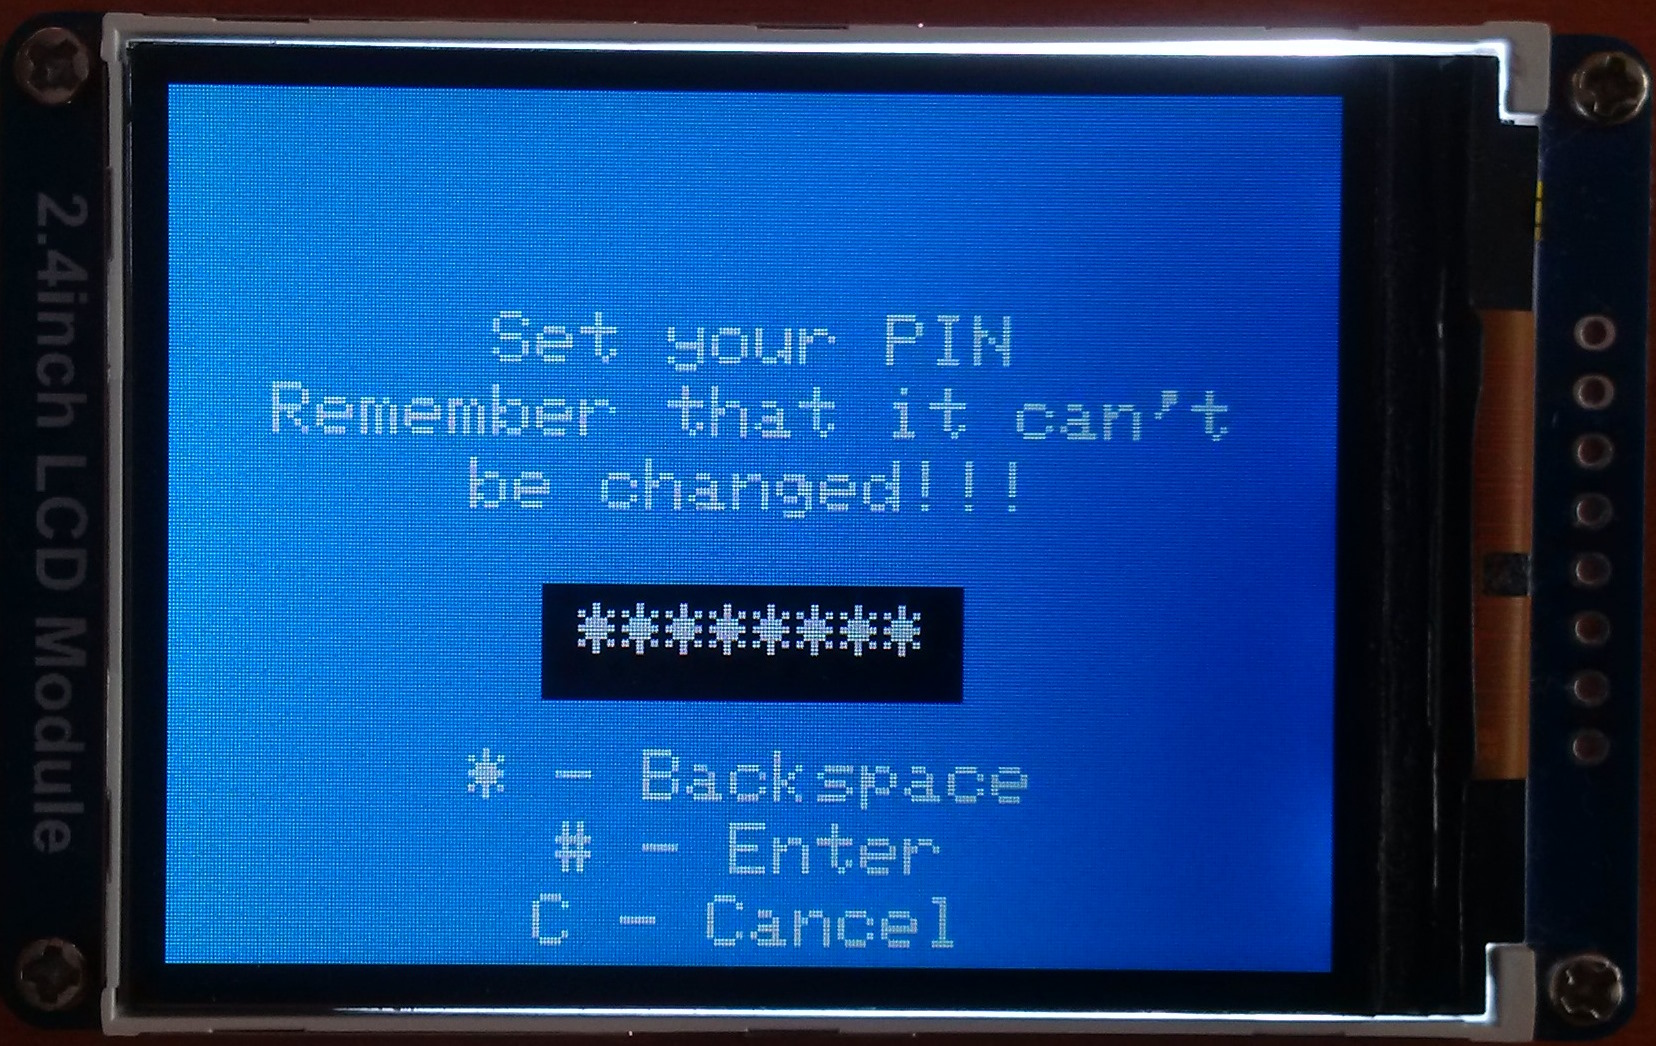 2.4inch LCD Module
Set your PIN
Remember that it can't
be changed!!!
********
* - Backspace
# - Enter
C - Cancel